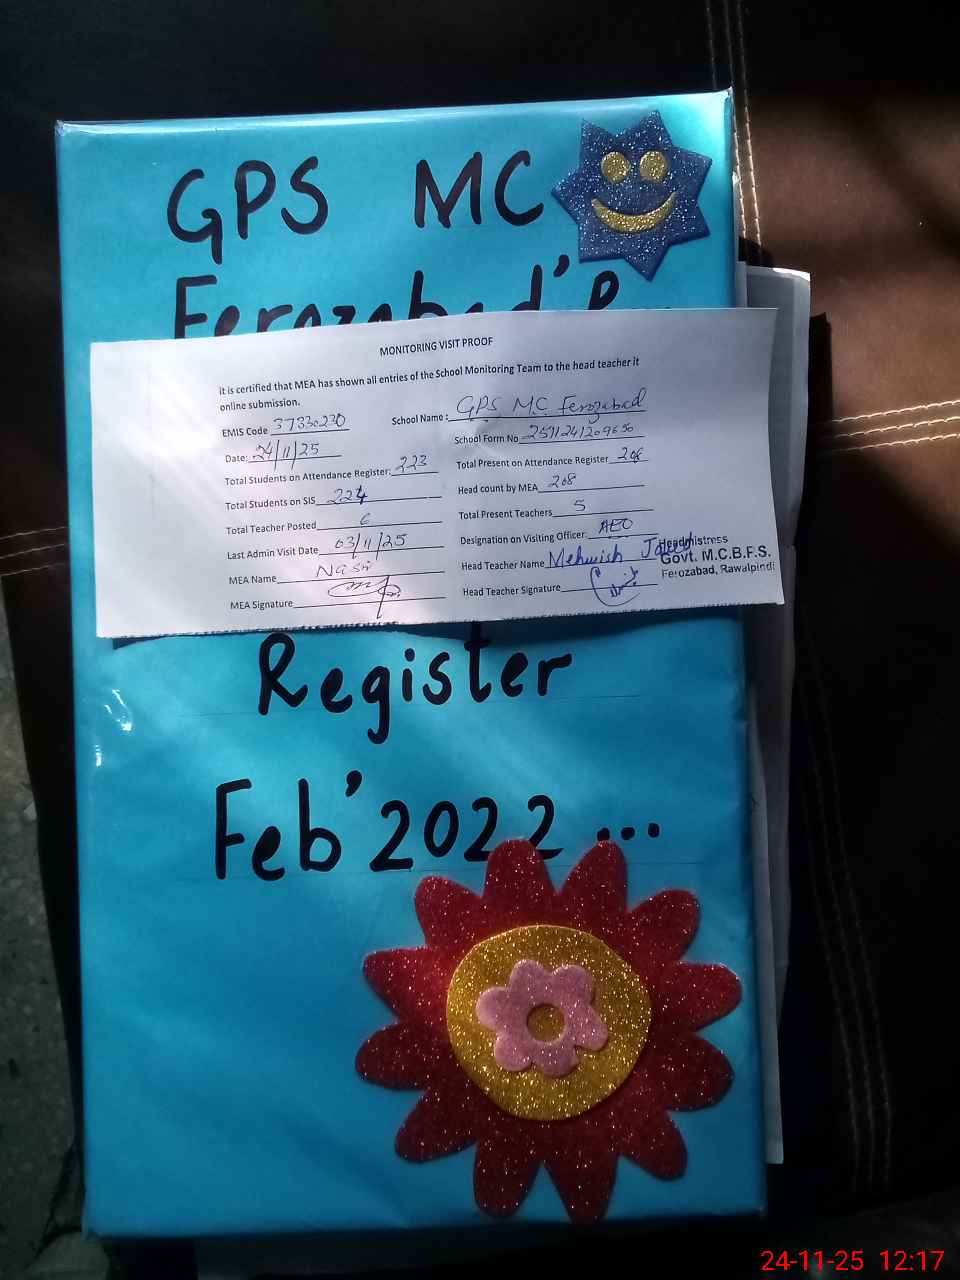 GPS MC
Ferozabad's
MONITORING VISIT PROOF
it is certified that MEA has shown all entries of the School Monitoring Team to the head teacher it
online submission.
EMIS Code 37330230 School Name : GPS MC Ferozabad
Date: 24/11/25 School Form No
Total Students on Attendance Register: 223 Total Present on Attendance Register 208
Total Students on SIS 224 Head count by MEA 208
Total Teacher Posted 6 Total Present Teachers 5
Last Admin Visit Date 03/11/25 Designation on Visiting Officer: AEO
MEA Name Nasir Head Teacher Name Mehwish
MEA Signature Head Teacher Signature
Headmistress
Govt. M.C.B.F.S.
Ferozabad, Rawalpindi
Register
Feb'2022 ...
24-11-25 12:17